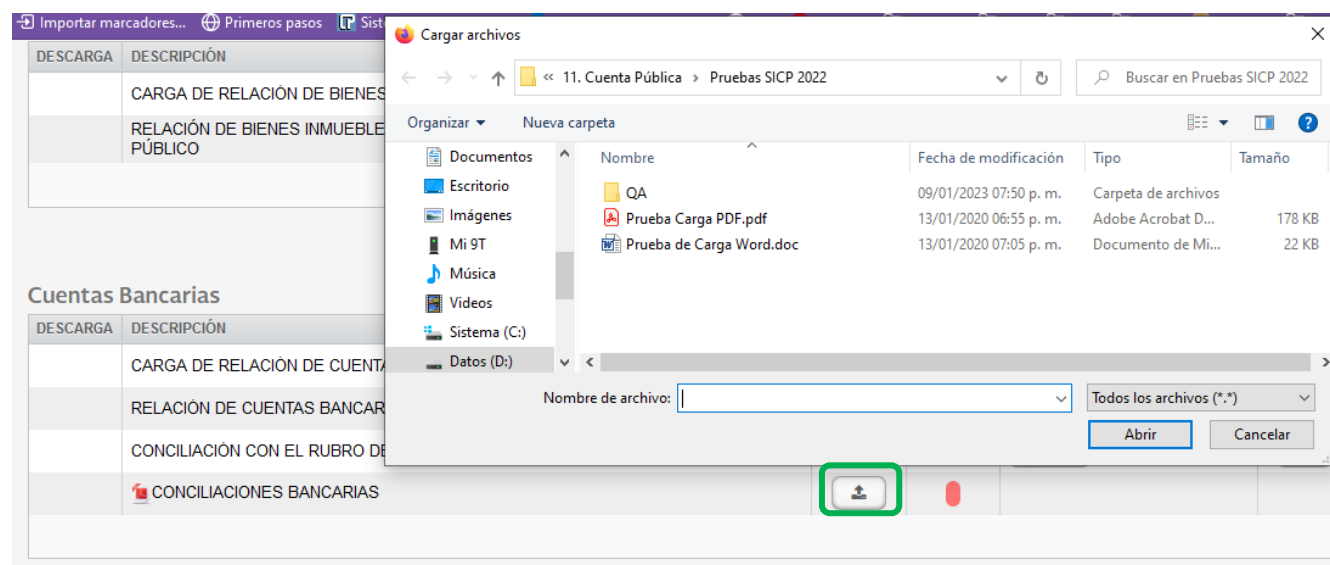 Importar marcadores... Primeros pasos Sist
DESCARGA DESCRIPCIÓN
CARGA DE RELACIÓN DE BIENES
RELACIÓN DE BIENES INMUEBLE
PÚBLICO
Cuentas Bancarias
DESCARGA DESCRIPCIÓN
CARGA DE RELACIÓN DE CUENTA
RELACIÓN DE CUENTAS BANCAR
CONCILIACIÓN CON EL RUBRO DE
CONCILIACIONES BANCARIAS
Cargar archivos
« 11. Cuenta Pública › Pruebas SICP 2022
Buscar en Pruebas SICP 2022
Organizar Nueva carpeta
Documentos
Escritorio
Imágenes
Mi 9T
Música
Videos
Sistema (C:)
Datos (D:)
Nombre Fecha de modificación Tipo Tamaño
QA 09/01/2023 07:50 p. m. Carpeta de archivos
Prueba Carga PDF.pdf 13/01/2020 06:55 p. m. Adobe Acrobat D... 178 KB
Prueba de Carga Word.doc 13/01/2020 07:05 p. m. Documento de Mi... 22 KB
Nombre de archivo: Todos los archivos (*.*)
Abrir Cancelar